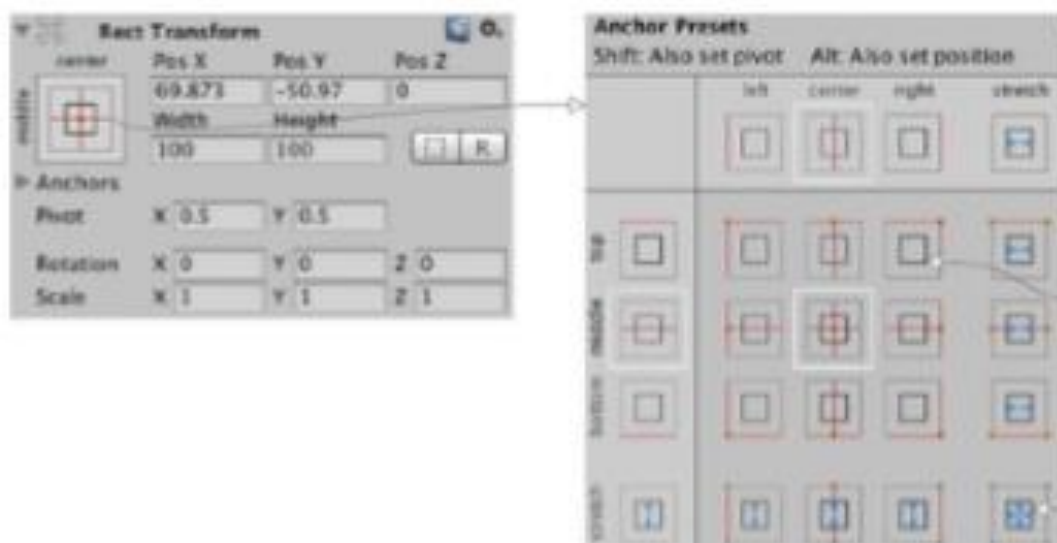 Rect Transform
center
Pos X Pos Y Pos Z
69.873 -50.97 0
middle
Width Height
100 100
R
Anchors
Pivot X 0.5 Y 0.5
Rotation X 0 Y 0 Z 0
Scale X 1 Y 1 Z 1
Anchor Presets
Shift: Also set pivot Alt: Also set position
left center right stretch
top
middle
bottom
stretch